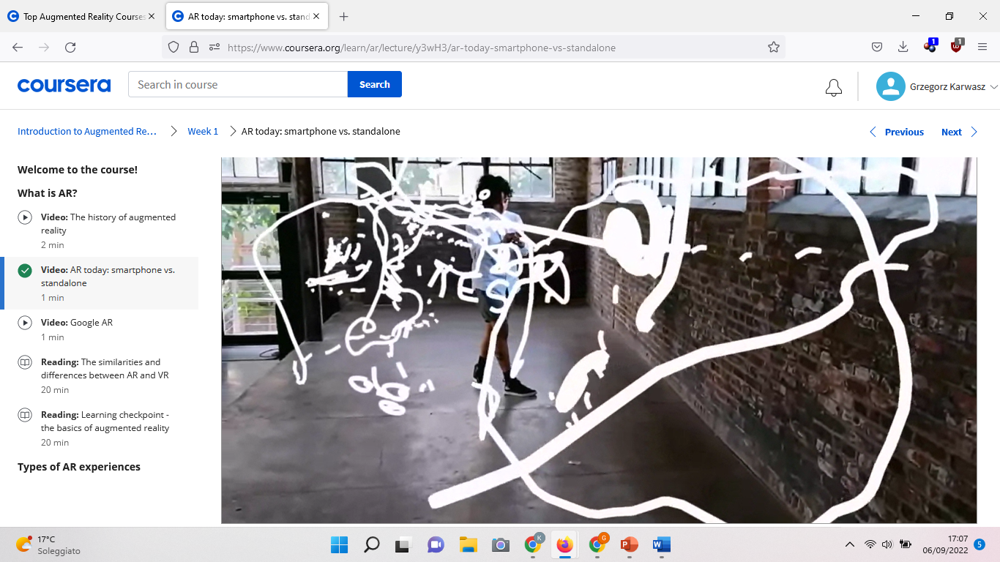 Top Augmented Reality Courses
AR today: smartphone vs. stand
https://www.coursera.org/learn/ar/lecture/y3wH3/ar-today-smartphone-vs-standalone
1
1
coursera
Search in course
Search
Grzegorz Karwasz
Introduction to Augmented Re…
Week 1
AR today: smartphone vs. standalone
Previous
Next
Welcome to the course!
What is AR?
Video: The history of augmented
reality
2 min
Video: AR today: smartphone vs.
standalone
1 min
Video: Google AR
1 min
Reading: The similarities and
differences between AR and VR
20 min
Reading: Learning checkpoint -
the basics of augmented reality
20 min
Types of AR experiences
17°C
Soleggiato
K
G
P
W
17:07
06/09/2022
5